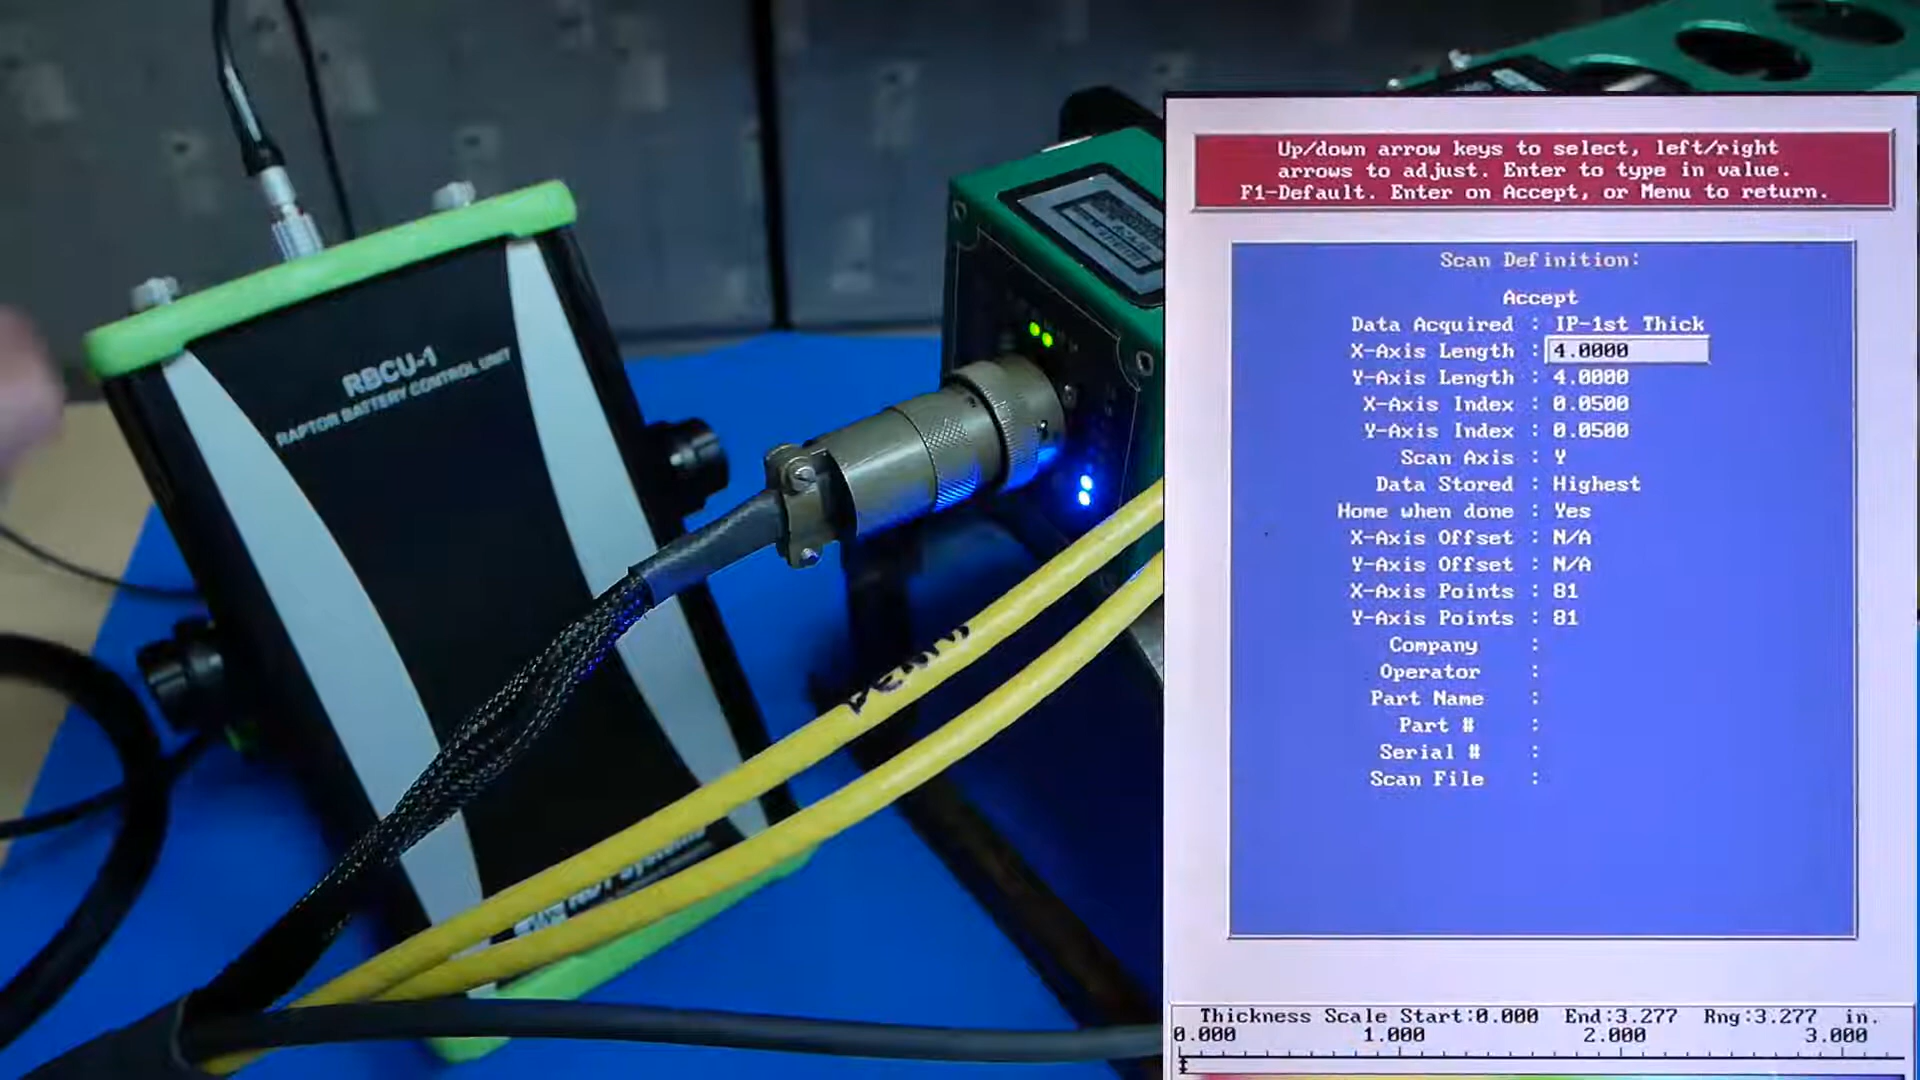 RBCU-1
RAPTOR BATTERY CONTROL UNIT
Up/down arrow keys to select, left/right
arrows to adjust. Enter to type in value.
F1-Default. Enter on Accept, or Menu to return.
Scan Definition:
Accept
Data Acquired : IP-1st Thick
X-Axis Length : 4.0000
Y-Axis Length : 4.0000
X-Axis Index : 0.0500
Y-Axis Index : 0.0500
Scan Axis : Y
Data Stored : Highest
Home when done : Yes
X-Axis Offset : N/A
Y-Axis Offset : N/A
X-Axis Points : 81
Y-Axis Points : 81
Company :
Operator :
Part Name :
Part # :
Serial # :
Scan File :
Thickness Scale Start:0.000 End:3.277 Rng:3.277 in.
0.000 1.000 2.000 3.000
NDT Systems